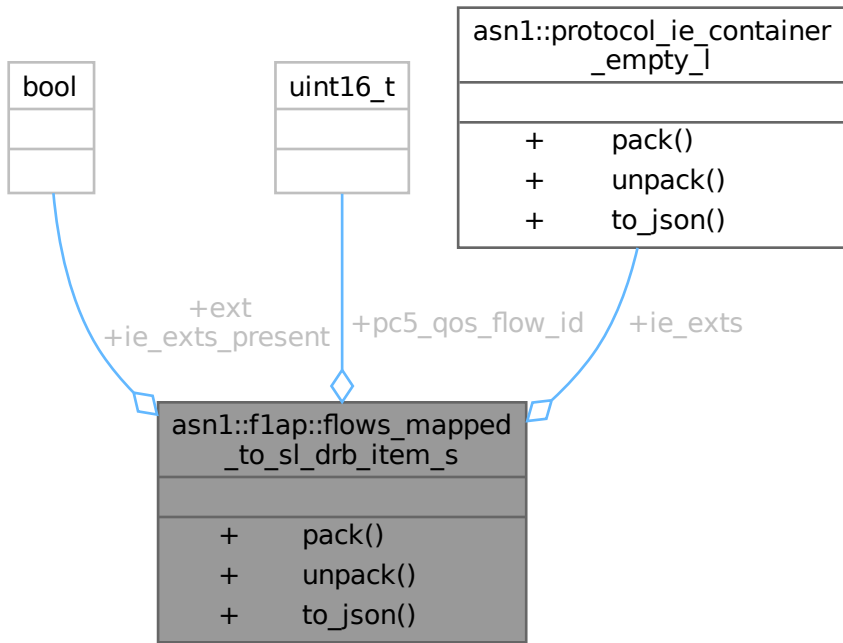 asn1::protocol_ie_container
_empty_l
+ pack()
+ unpack()
+ to_json()
bool
uint16_t
+ext
+ie_exts_present
+pc5_qos_flow_id
+ie_exts
asn1::f1ap::flows_mapped
_to_sl_drb_item_s
+ pack()
+ unpack()
+ to_json()